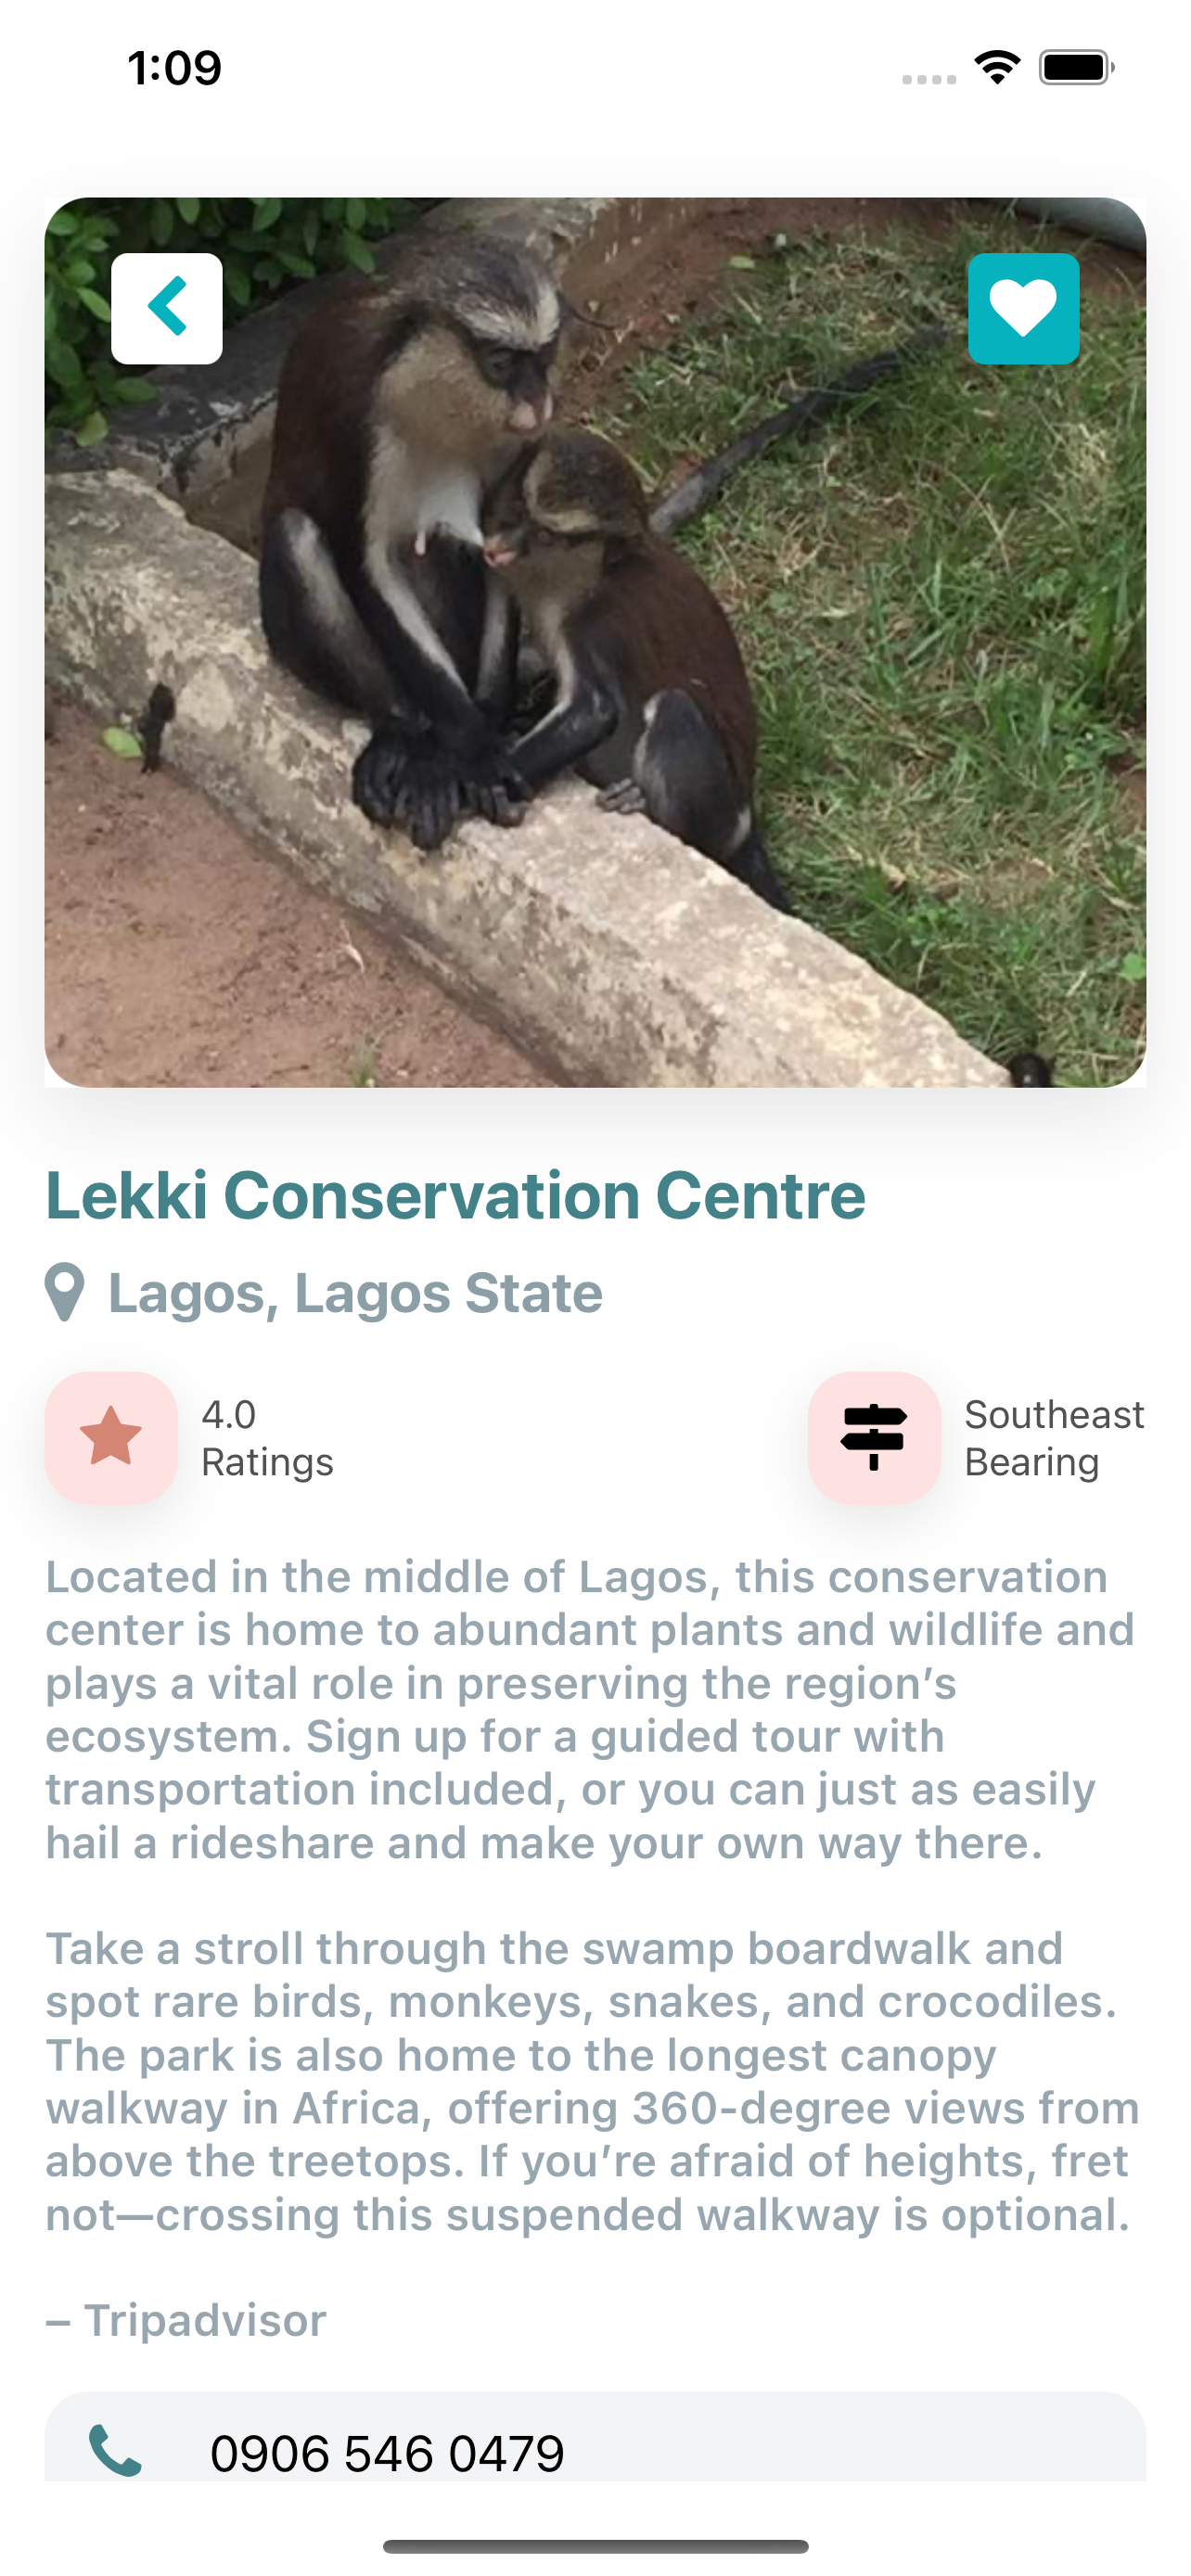 1:09
Lekki Conservation Centre
Lagos, Lagos State
4.0
Ratings
Southeast
Bearing
Located in the middle of Lagos, this conservation
center is home to abundant plants and wildlife and
plays a vital role in preserving the region’s
ecosystem. Sign up for a guided tour with
transportation included, or you can just as easily
hail a rideshare and make your own way there.
Take a stroll through the swamp boardwalk and
spot rare birds, monkeys, snakes, and crocodiles.
The park is also home to the longest canopy
walkway in Africa, offering 360-degree views from
above the treetops. If you’re afraid of heights, fret
not—crossing this suspended walkway is optional.
– Tripadvisor
0906 546 0479